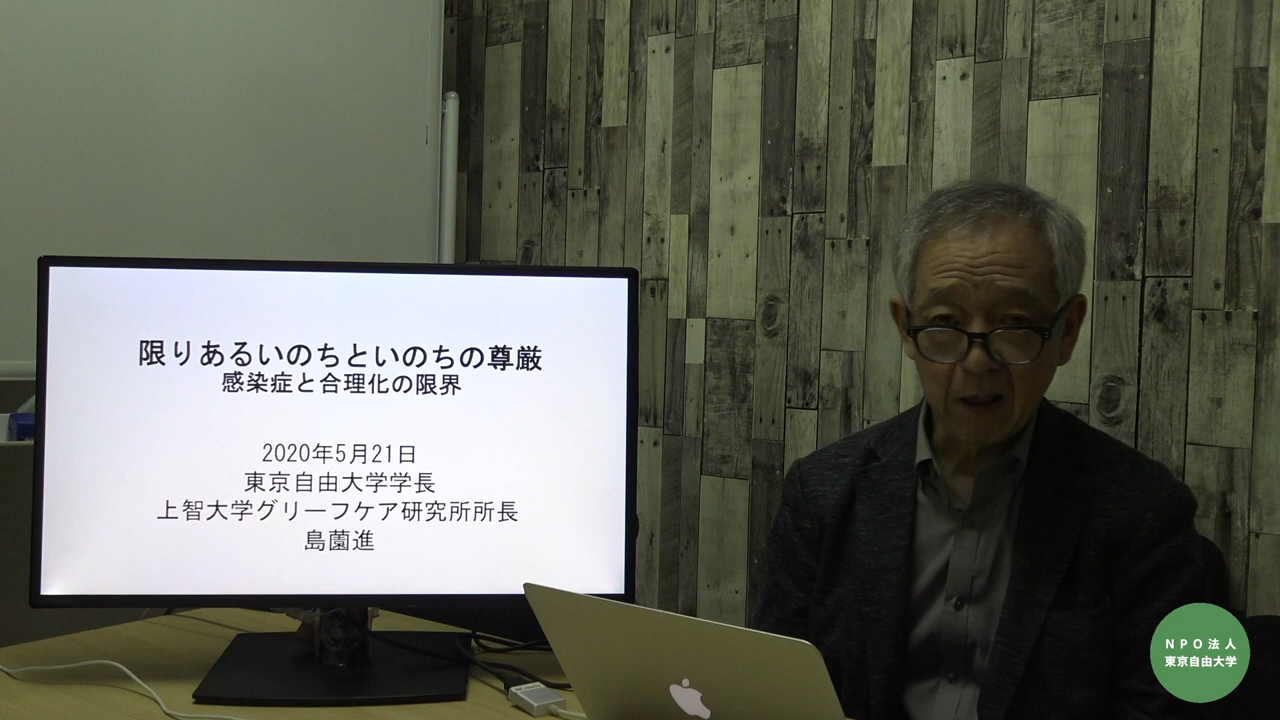 限りあるいのちといのちの尊厳
感染症と合理化の限界
2020年5月21日
東京自由大学学長
上智大学グリーフケア研究所所長
島薗進
NPO法人
東京自由大学